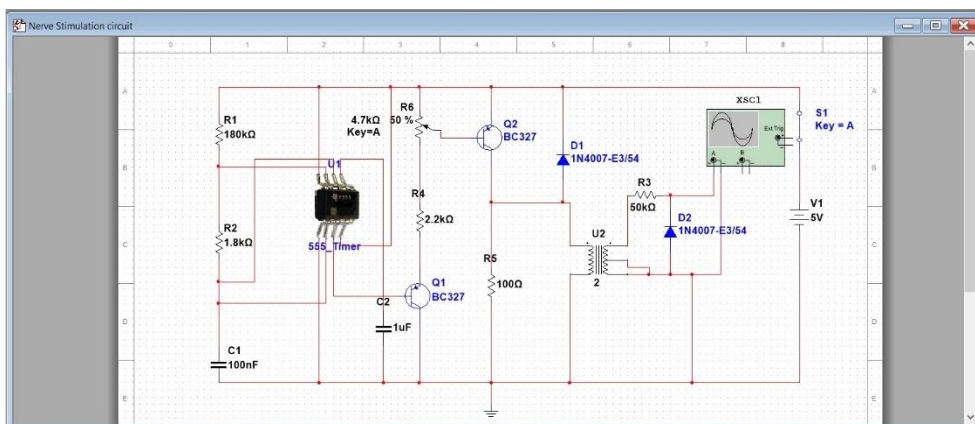 Nerve Stimulation circuit
0 1 2 3 4 5 6 7 8
A A
B B
C C
D D
E E
R1
180kΩ
R2
1.8kΩ
C1
100nF
U1
555_Timer
4.7kΩ
Key=A
R6
50 %
R4
2.2kΩ
Q1
BC327
C2
1uF
Q2
BC327
R5
100Ω
D1
1N4007-E3/54
U2
2
R3
50kΩ
D2
1N4007-E3/54
XSC1
Ext Trig
A
B
S1
Key = A
V1
5V